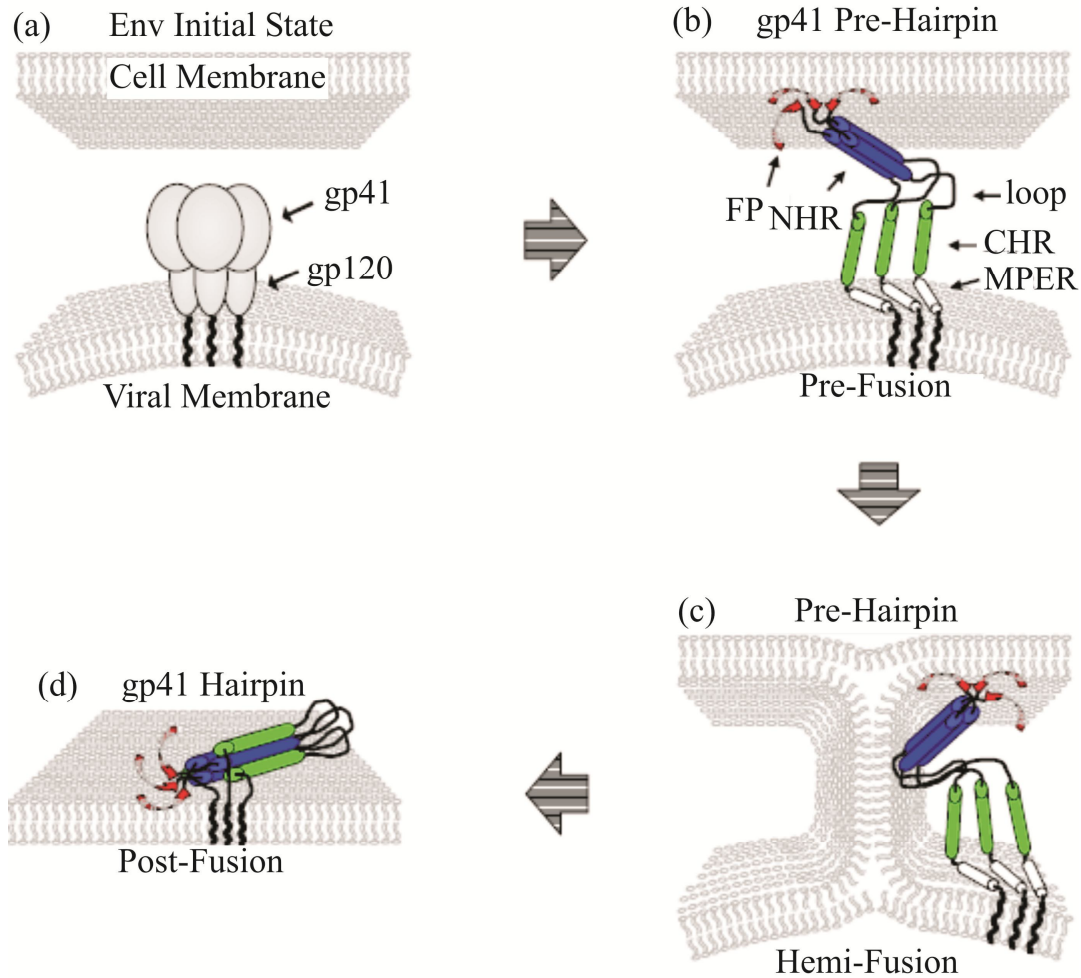 (a) Env Initial State
Cell Membrane
gp41
gp120
Viral Membrane
(b) gp41 Pre-Hairpin
FP
NHR
loop
CHR
MPER
Pre-Fusion
(c) Pre-Hairpin
Hemi-Fusion
(d) gp41 Hairpin
Post-Fusion